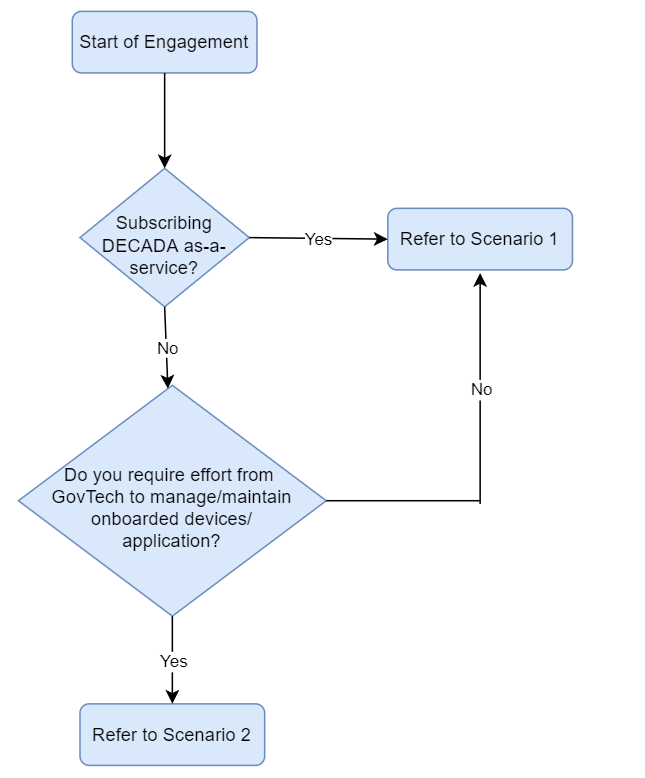 Start of Engagement
Subscribing
DECADA as-a-
service?
Yes
Refer to Scenario 1
No
No
Do you require effort from
GovTech to manage/maintain
onboarded devices/
application?
Yes
Refer to Scenario 2